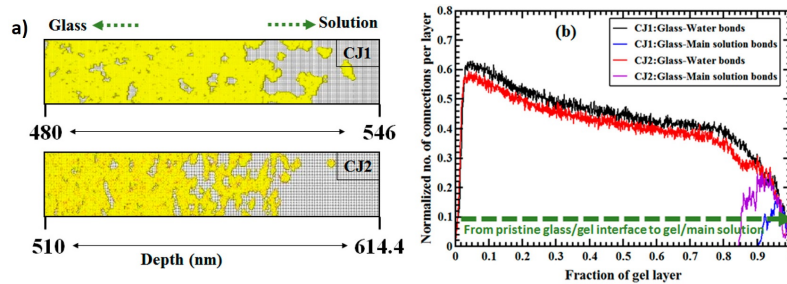 a)
Glass
Solution
CJ1
480
546
CJ2
510
614.4
Depth (nm)
(b)
CJ1:Glass-Water bonds
CJ1:Glass-Main solution bonds
CJ2:Glass-Water bonds
CJ2:Glass-Main solution bonds
Normalized no. of connections per layer
0.7
0.6
0.5
0.4
0.3
0.2
0.1
0
From pristine glass/gel interface to gel/main solution
0 0.1 0.2 0.3 0.4 0.5 0.6 0.7 0.8 0.9
Fraction of gel layer